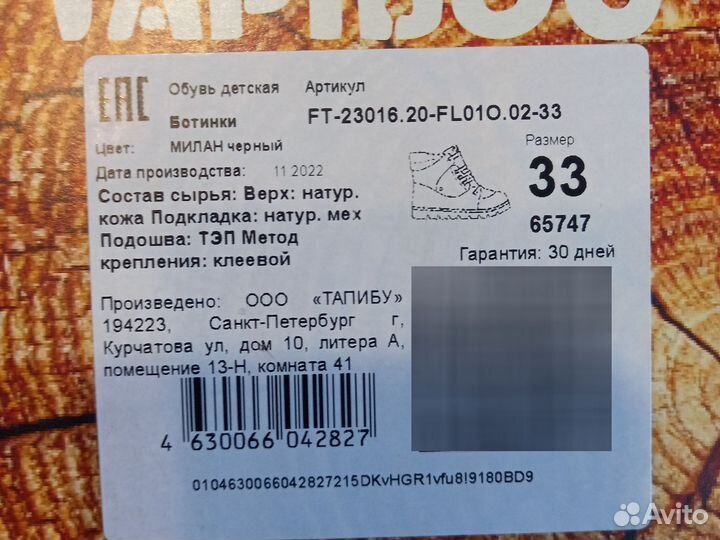 ЕАС
Обувь детская
Артикул
Ботинки
FT-23016.20-FL01O.02-33
Цвет: МИЛАН черный
Размер
Дата производства: 11 2022
33
65747
Состав сырья: Верх: натур.
кожа Подкладка: натур. мех
Подошва: ТЭП Метод
крепления: клеевой
Гарантия: 30 дней
Произведено: ООО «ТАПИБУ»
194223, Санкт-Петербург г,
Курчатова ул, дом 10, литера А,
помещение 13-Н, комната 41
4 630066 042827
0104630066042827215DKvHGR1vfu8I9180BD9
Avito